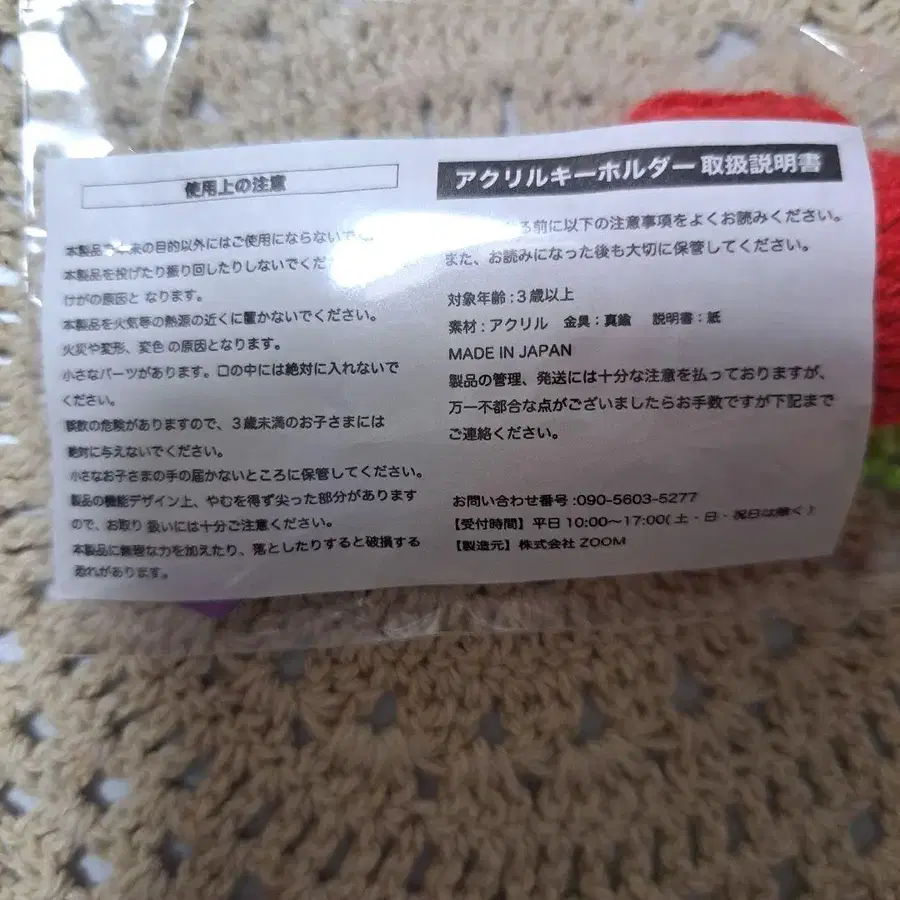 使用上の注意
本製品 本来の目的以外にはご使用にならないで
本製品を投げたり振り回したりしないでくだ
けがの原因と なります。
本製品を火気等の熱源の近くに置かないでください。
火災や変形、変色 の原因となります。
小さなパーツがあります。口の中には絶対に入れないで
ください。
誤飲の危険がありますので、3歳未満のお子さまには
絶対に与えないでください。
小さなお子さまの手の届かないところに保管してください。
製品の機能デザイン上、やむを得ず尖った部分があります
ので、お取り 扱いには十分ご注意ください。
本製品に無理な力を加えたり、落としたりすると破損する
恐れがあります。
アクリルキーホルダー 取扱説明書
る前に以下の注意事項をよくお読みください。
また、お読みになった後も大切に保管してください。
対象年齢:3歳以上
素材:アクリル 金具:真鍮 説明書:紙
MADE IN JAPAN
製品の管理、発送には十分な注意を払っておりますが、
万一不都合な点がございましたらお手数ですが下記まで
ご連絡ください。
お問い合わせ番号:090-5603-5277
【受付時間】平日 10:00~17:00(土・日・祝日は除く)
【製造元】株式会社 ZOOM